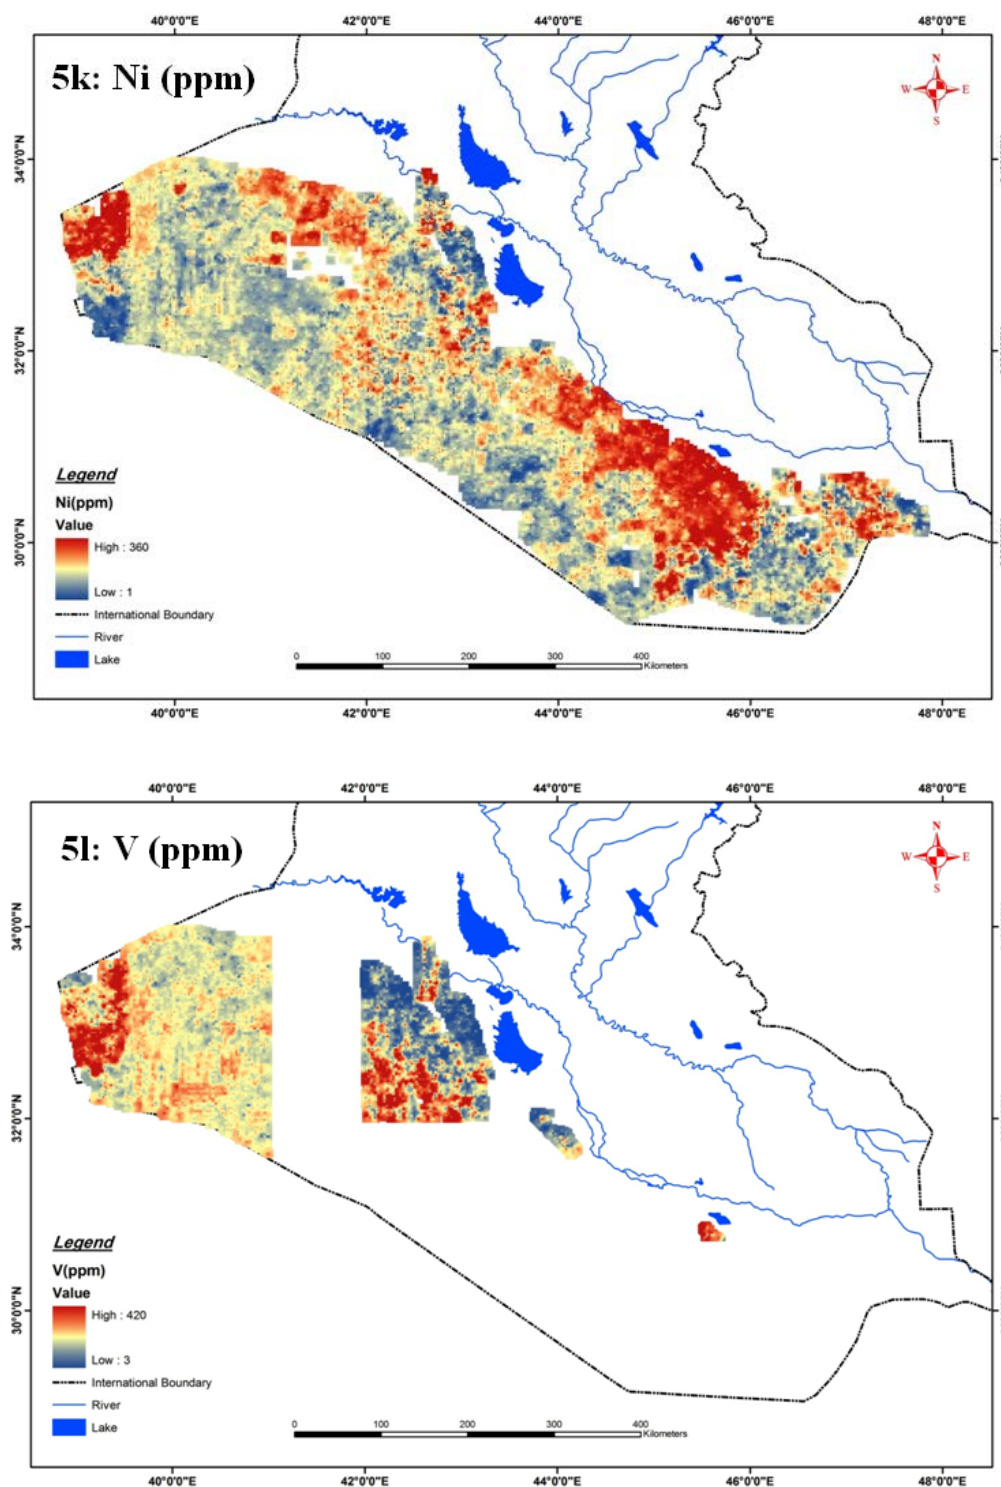 40°0'0"E 42°0'0"E 44°0'0"E 46°0'0"E 48°0'0"E
5k: Ni (ppm)
N
W E
S
34°0'0"N
32°0'0"N
30°0'0"N
Legend
Ni(ppm)
Value
High : 360
Low : 1
International Boundary
River
Lake
0 100 200 300 400
Kilometers
40°0'0"E 42°0'0"E 44°0'0"E 46°0'0"E 48°0'0"E
40°0'0"E 42°0'0"E 44°0'0"E 46°0'0"E 48°0'0"E
5l: V (ppm)
N
W E
S
34°0'0"N
32°0'0"N
30°0'0"N
Legend
V(ppm)
Value
High : 420
Low : 3
International Boundary
River
Lake
0 100 200 300 400
Kilometers
40°0'0"E 42°0'0"E 44°0'0"E 46°0'0"E 48°0'0"E